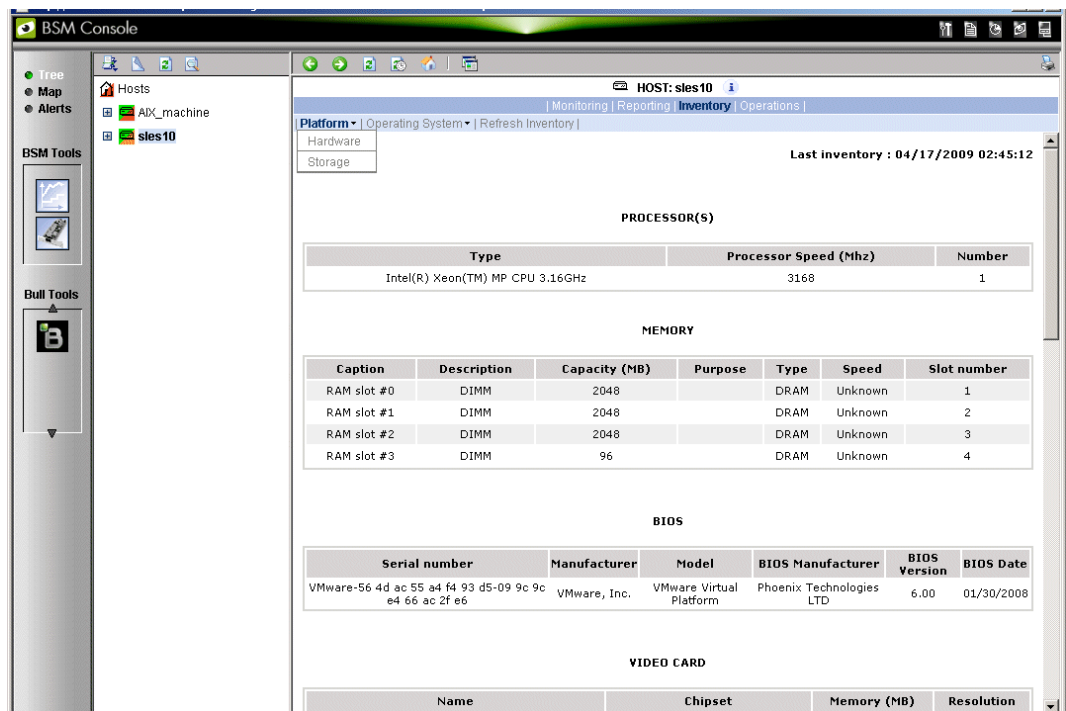 BSM Console
Tree
Map
Alerts
BSM Tools
Bull Tools
B
Hosts
AIX_machine
sles10
HOST: sles10 i
| Monitoring | Reporting | Inventory | Operations |
| Platform | Operating System | Refresh Inventory |
Hardware
Storage
Last inventory : 04/17/2009 02:45:12
PROCESSOR(S)
Type Processor Speed (Mhz) Number
Intel(R) Xeon(TM) MP CPU 3.16GHz 3168 1
MEMORY
Caption Description Capacity (MB) Purpose Type Speed Slot number
RAM slot #0 DIMM 2048 DRAM Unknown 1
RAM slot #1 DIMM 2048 DRAM Unknown 2
RAM slot #2 DIMM 2048 DRAM Unknown 3
RAM slot #3 DIMM 96 DRAM Unknown 4
BIOS
Serial number Manufacturer Model BIOS Manufacturer BIOS Version BIOS Date
VMware-56 4d ac 55 a4 f4 93 d5-09 9c 9c e4 66 ac 2f e6 VMware, Inc. VMware Virtual Platform Phoenix Technologies LTD 6.00 01/30/2008
VIDEO CARD
Name Chipset Memory (MB) Resolution